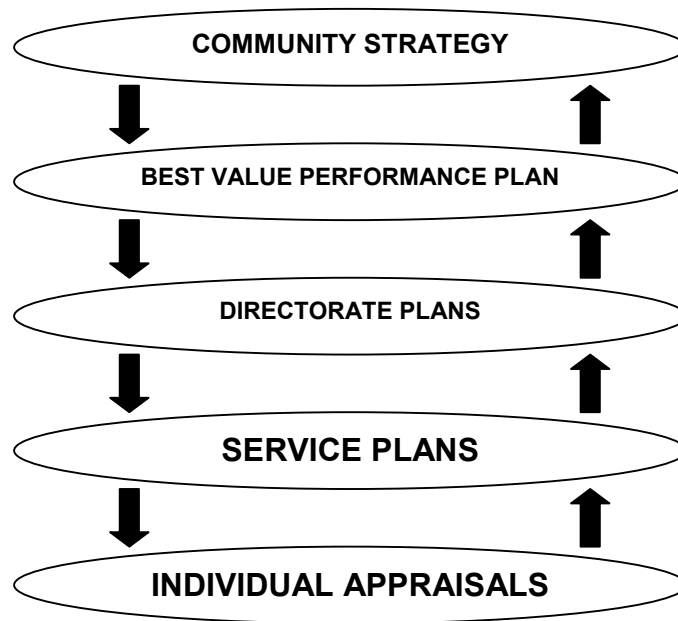 COMMUNITY STRATEGY
BEST VALUE PERFORMANCE PLAN
DIRECTORATE PLANS
SERVICE PLANS
INDIVIDUAL APPRAISALS